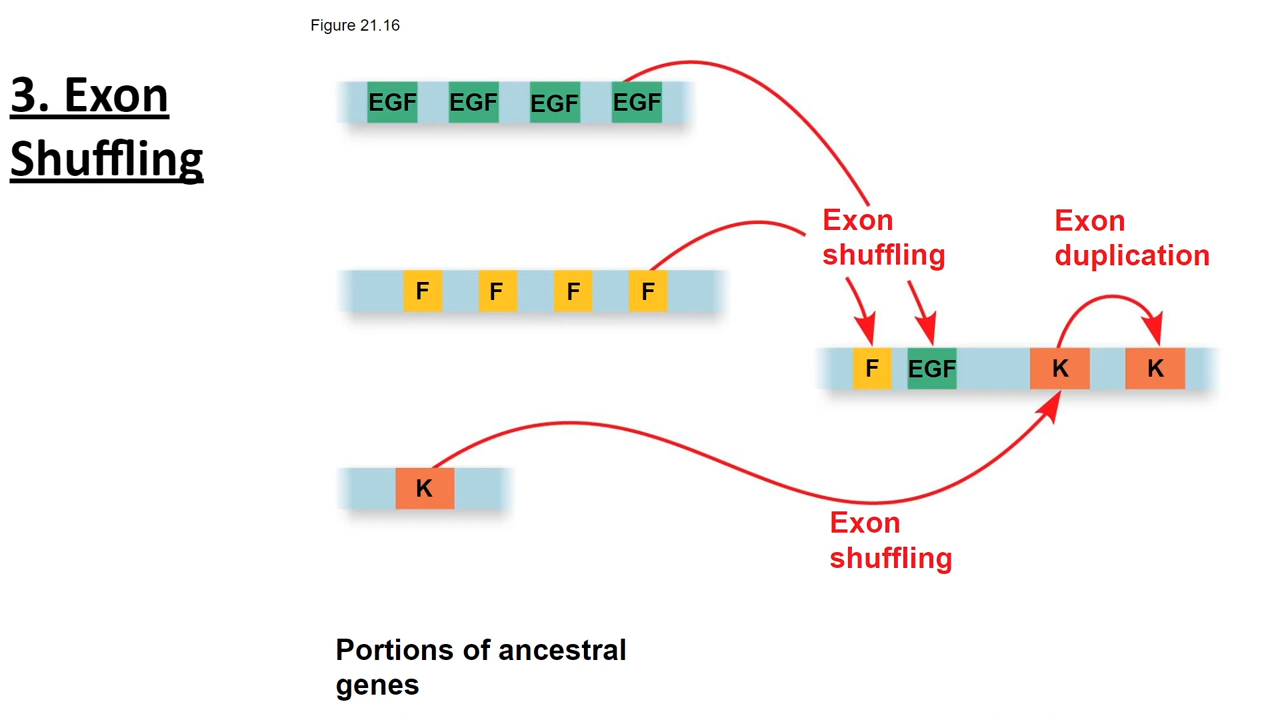 Figure 21.16
3. Exon
Shuffling
EGF EGF EGF EGF
Exon
shuffling
Exon
duplication
F F F F
F EGF K K
K
Exon
shuffling
Portions of ancestral
genes